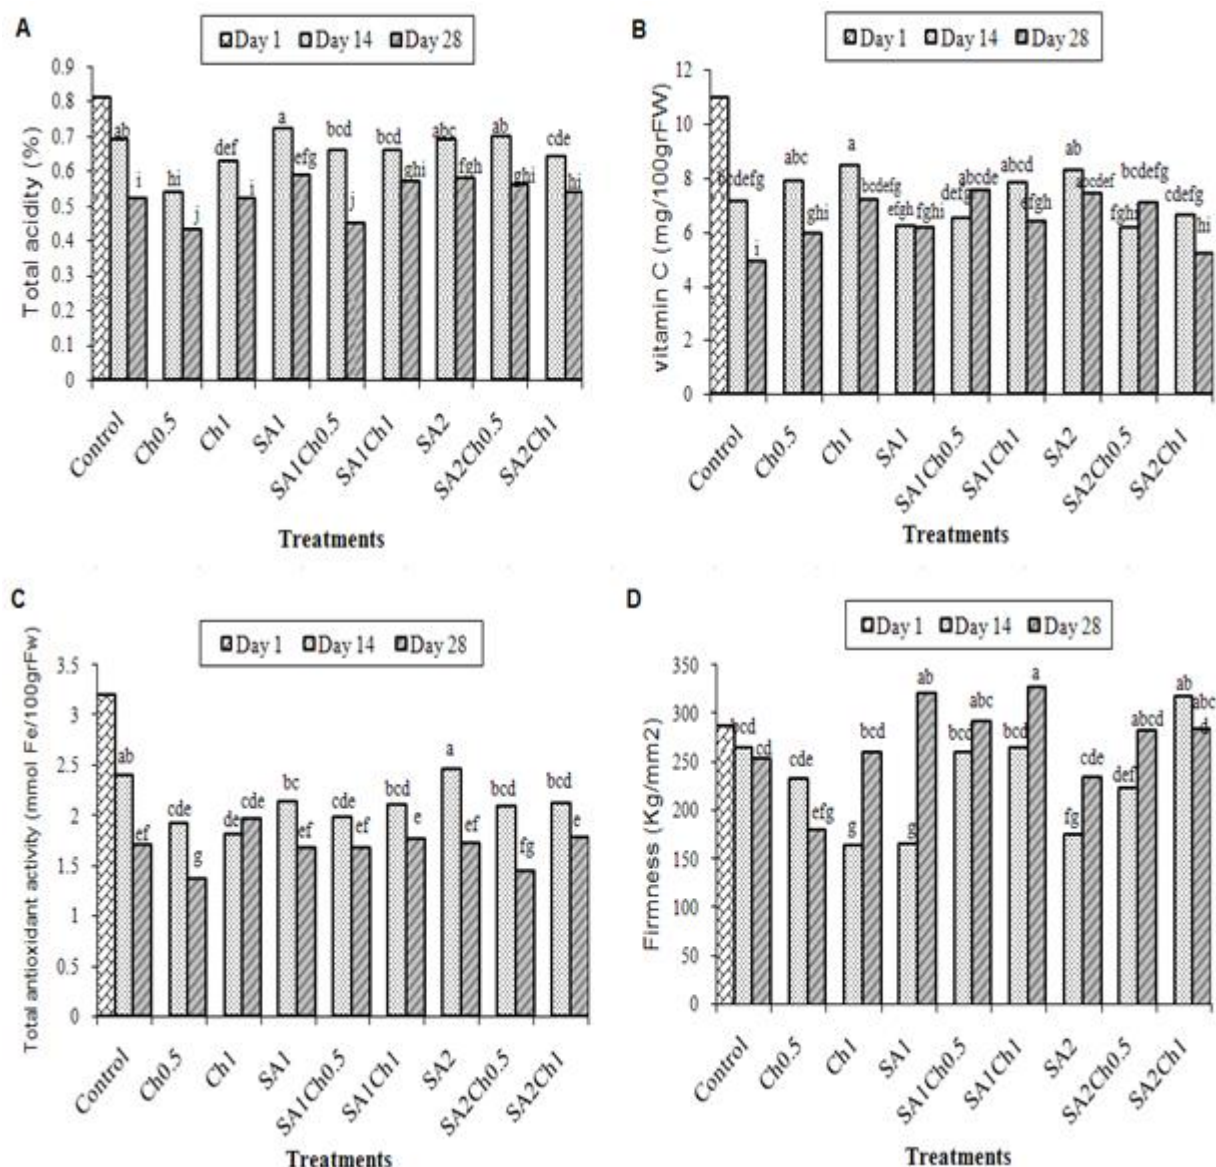 A
Day 1 Day 14 Day 28
Total acidity (%)
0.9
0.8
0.7
0.6
0.5
0.4
0.3
0.2
0.1
0
ab i hi j def i a efg bcd j bcd ghi abc fgh ab ghi cde hi
Control Ch0.5 Ch1 SA1 SA1Ch0.5 SA1Ch1 SA2 SA2Ch0.5 SA2Ch1
Treatments
B
Day 1 Day 14 Day 28
vitamin C (mg/100grFW)
12
10
8
6
4
2
0
bcdefg i abc ghi a bcdefg efgh fghi defg abcde abcd efgh ab abcdef fghi bcdefg cdefg hi
Control Ch0.5 Ch1 SA1 SA1Ch0.5 SA1Ch1 SA2 SA2Ch0.5 SA2Ch1
Treatments
C
Day 1 Day 14 Day 28
Total antioxidant activity (mmol Fe/100grFw)
3.5
3
2.5
2
1.5
1
0.5
0
ab ef cde g de cde bc ef cde ef bcd e a ef bcd fg bcd e
Control Ch0.5 Ch1 SA1 SA1Ch0.5 SA1Ch1 SA2 SA2Ch0.5 SA2Ch1
Treatments
D
Day 1 Day 14 Day 28
Firmness (Kg/mm2)
350
300
250
200
150
100
50
0
bcd cd cde efg g bcd g ab bcd abc bcd a fg cde def abcd ab abc
d
Control Ch0.5 Ch1 SA1 SA1Ch0.5 SA1Ch1 SA2 SA2Ch0.5 SA2Ch1
Treatments